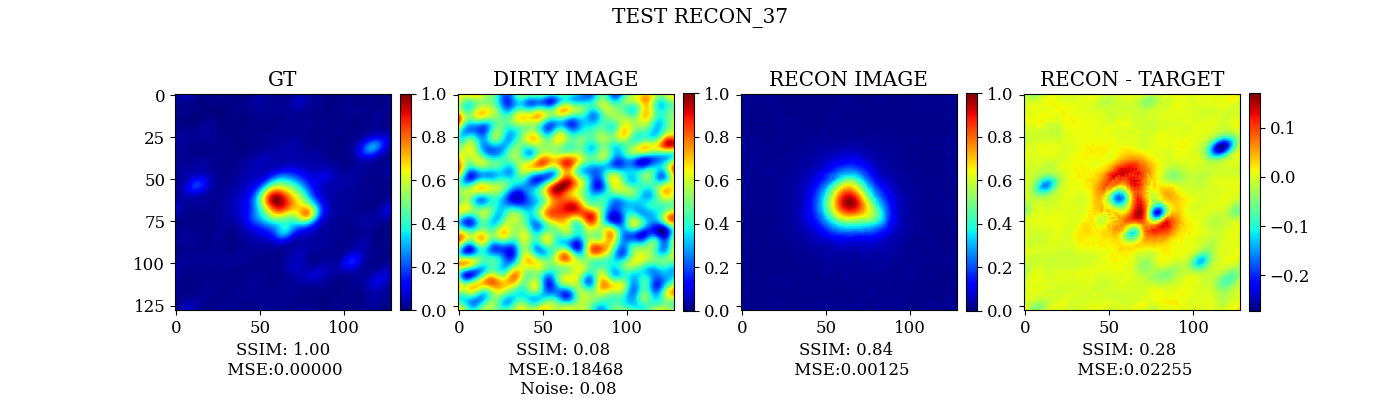 TEST RECON_37
GT
DIRTY IMAGE
RECON IMAGE
RECON - TARGET
0
25
50
75
100
125
0
50
100
0.0
0.2
0.4
0.6
0.8
1.0
0
50
100
0.0
0.2
0.4
0.6
0.8
1.0
0
50
100
0.0
0.2
0.4
0.6
0.8
1.0
0
50
100
0.1
0.0
−0.1
−0.2
SSIM: 1.00
MSE:0.00000
SSIM: 0.08
MSE:0.18468
Noise: 0.08
SSIM: 0.84
MSE:0.00125
SSIM: 0.28
MSE:0.02255